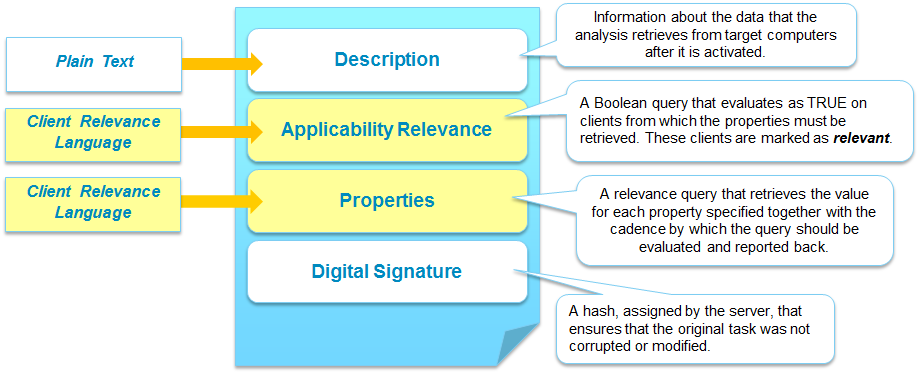 Plain Text
Description
Information about the data that the
analysis retrieves from target computers
after it is activated.
Client Relevance
Language
Applicability Relevance
A Boolean query that evaluates as TRUE on
clients from which the properties must be
retrieved. These clients are marked as relevant.
Client Relevance
Language
Properties
A relevance query that retrieves the value
for each property specified together with the
cadence by which the query should be
evaluated and reported back.
Digital Signature
A hash, assigned by the server, that
ensures that the original task was not
corrupted or modified.